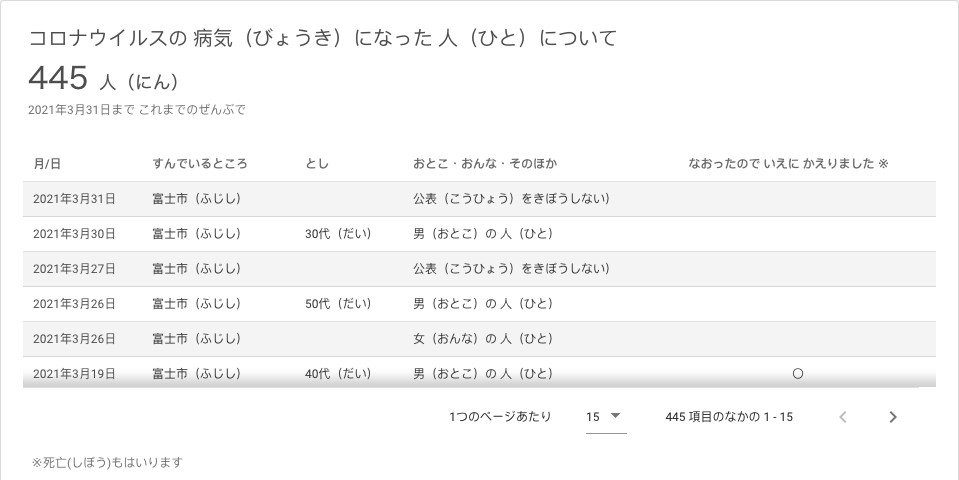 コロナウイルスの 病気（びょうき）になった 人（ひと）について
445 人（にん）
2021年3月31日まで これまでのぜんぶで
月/日 すんでいるところ とし おとこ・おんな・そのほか なおったので いえに かえりました ※
2021年3月31日 富士市（ふじし） 公表（こうひょう）をきぼうしない）
2021年3月30日 富士市（ふじし） 30代（だい） 男（おとこ）の 人（ひと）
2021年3月27日 富士市（ふじし） 公表（こうひょう）をきぼうしない）
2021年3月26日 富士市（ふじし） 50代（だい） 男（おとこ）の 人（ひと）
2021年3月26日 富士市（ふじし） 女（おんな）の 人（ひと）
2021年3月19日 富士市（ふじし） 40代（だい） 男（おとこ）の 人（ひと） ○
1つのページあたり 15 445 項目のなかの 1 - 15
※死亡(しぼう)もはいります